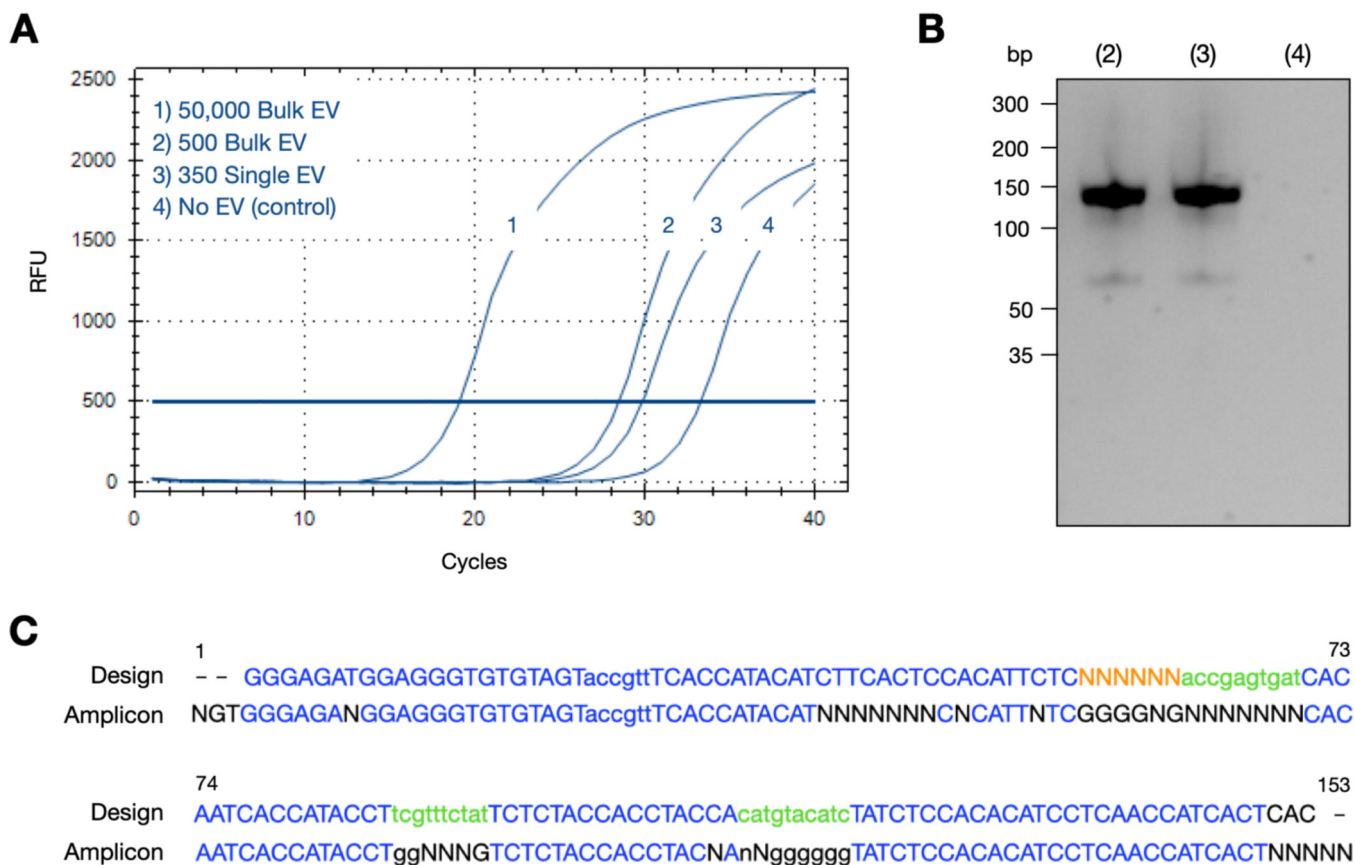 A
2500
2000
1500
1000
500
0
RFU
1) 50,000 Bulk EV
2) 500 Bulk EV
3) 350 Single EV
4) No EV (control)
1
2
3
4
0
10
20
30
40
Cycles
B
bp
(2)
(3)
(4)
300
200
150
100
50
35
C
1
73
Design
- - GGGAGATGGAGGGTGTGTAGTaccgttTCACCATACATCTTCACTCCACATTCTCNNNNNNaccgagtgatCAC
Amplicon
NGTGGGAGANGGAGGGTGTGTAGTaccgttTCACCATACATNNNNNNNCNCATTNTCGGGGNGNNNNNNNCAC
74
153
Design
AATCACCATACCTtcgtttctatTCTCTACCACCTACCAcatgtacatcTATCTCCACACATCCTCAACCATCACTCAC -
Amplicon
AATCACCATACCTggNNNGTCTCTACCACCTACNAnNggggggTATCTCCACACATCCTCAACCATCACTNNNNN